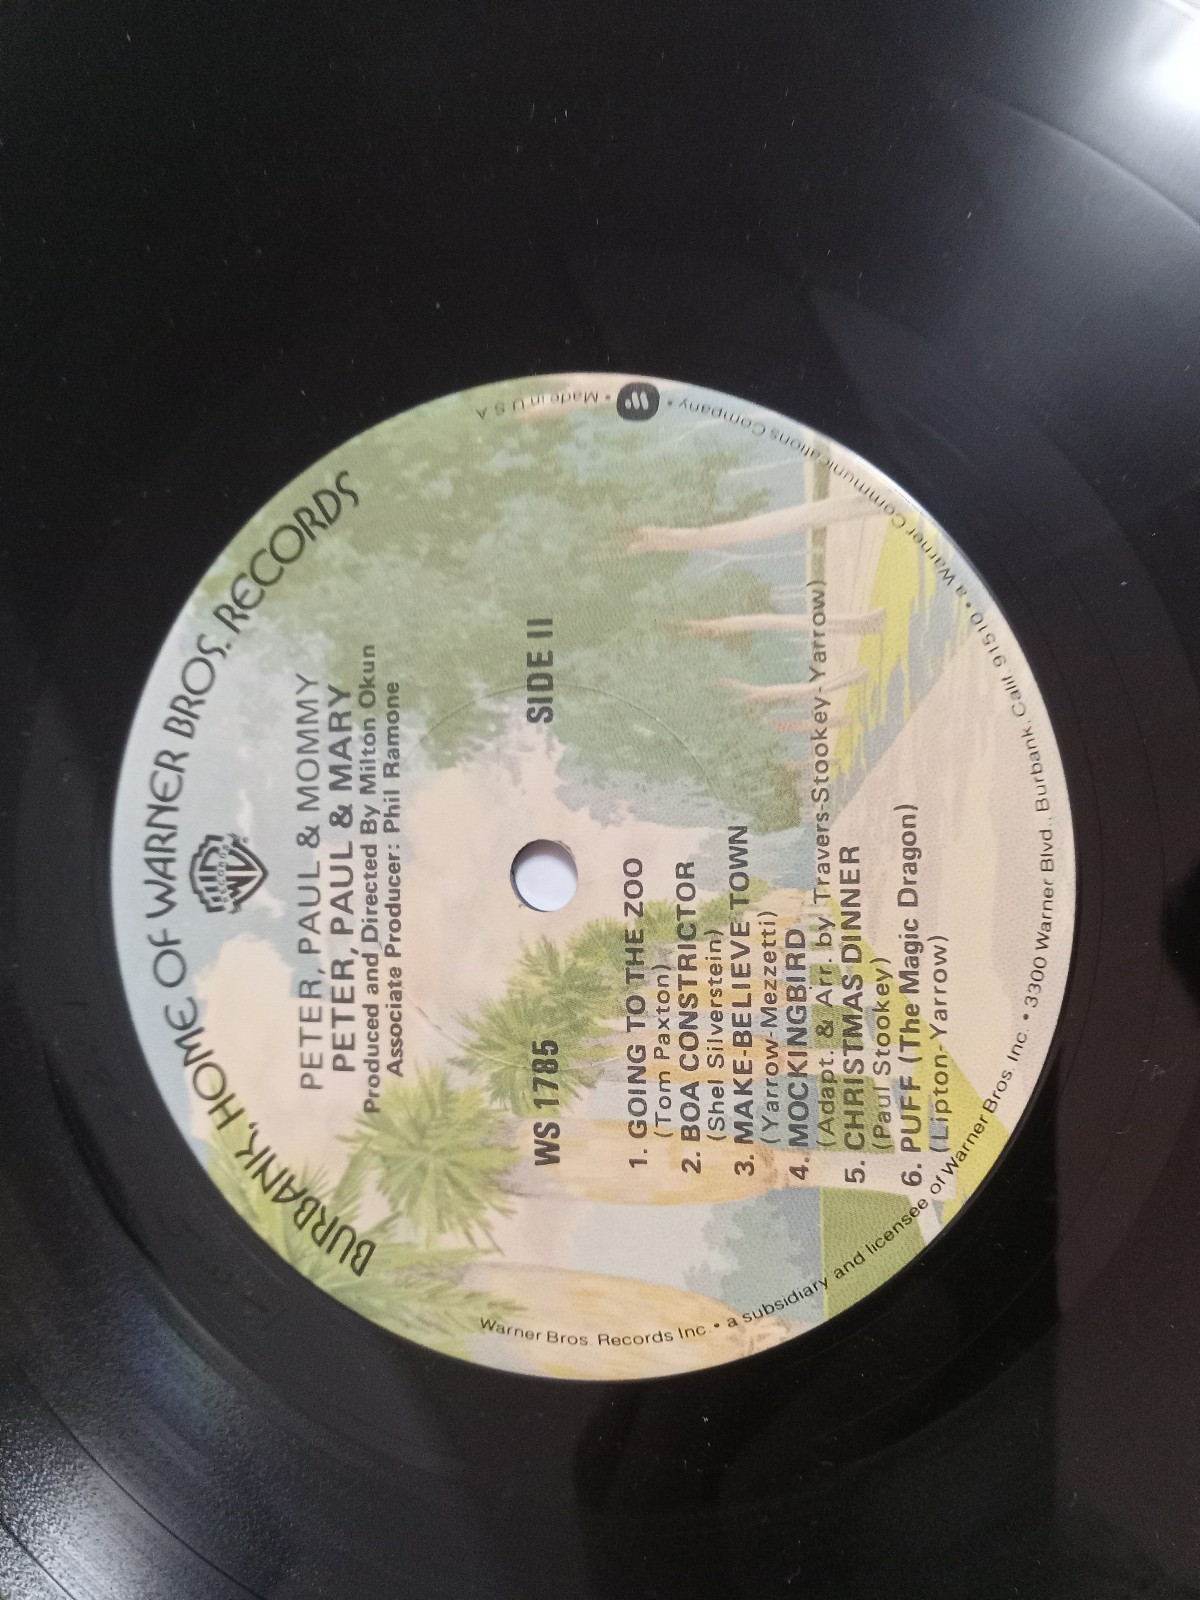 BURBANK, HOME OF WARNER BROS. RECORDS
RECORDS
PETER, PAUL & MOMMY
PETER, PAUL & MARY
Produced and Directed By Milton Okun
Associate Producer: Phil Ramone
WS 1785 SIDE II
1. GOING TO THE ZOO
(Tom Paxton)
2. BOA CONSTRICTOR
(Shel Silverstein)
3. MAKE-BELIEVE TOWN
(Yarrow-Mezzetti)
4. MOCKINGBIRD
(Adapt. & Arr. by Travers-Stookey-Yarrow)
5. CHRISTMAS DINNER
(Paul Stookey)
6. PUFF (The Magic Dragon)
(Lipton-Yarrow)
Warner Bros. Records Inc. • a subsidiary and licensee of Warner Bros. Inc. • 3300 Warner Blvd., Burbank, Calif. 91510 • a Warner Communications Company • Made in U S A